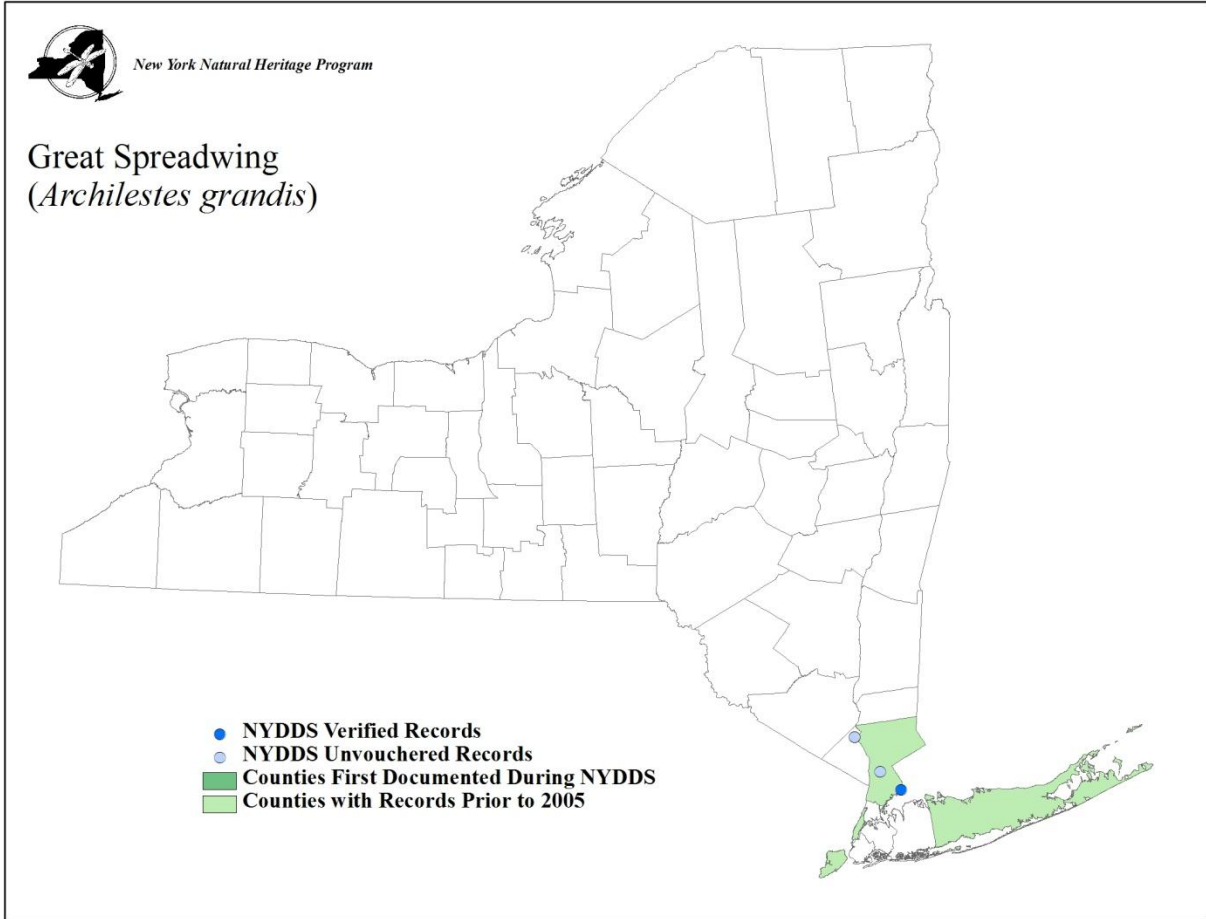 New York Natural Heritage Program
Great Spreadwing
(Archilestes grandis)
NYDDS Verified Records
NYDDS Unvouchered Records
Counties First Documented During NYDDS
Counties with Records Prior to 2005